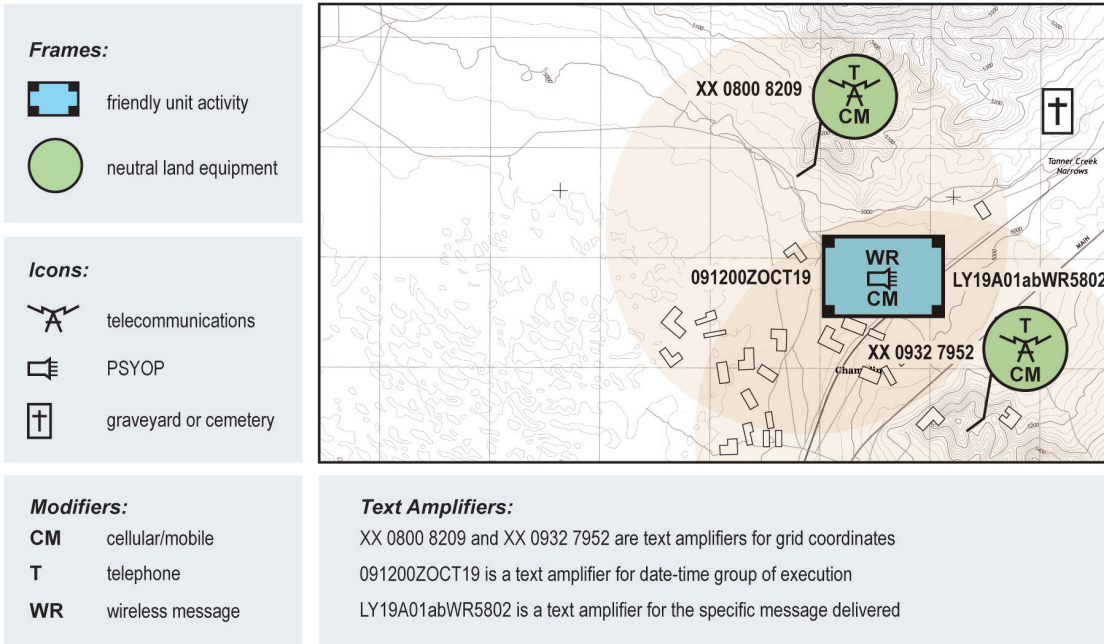 Frames:
friendly unit activity
neutral land equipment
Icons:
telecommunications
PSYOP
graveyard or cemetery
Modifiers:
CM cellular/mobile
T telephone
WR wireless message
XX 0800 8209
T
CM
Tanner Creek
Narrows
MAIN
091200ZOCT19
WR
CM
LY19A01abWR5802
XX 0932 7952
T
CM
Text Amplifiers:
XX 0800 8209 and XX 0932 7952 are text amplifiers for grid coordinates
091200ZOCT19 is a text amplifier for date-time group of execution
LY19A01abWR5802 is a text amplifier for the specific message delivered